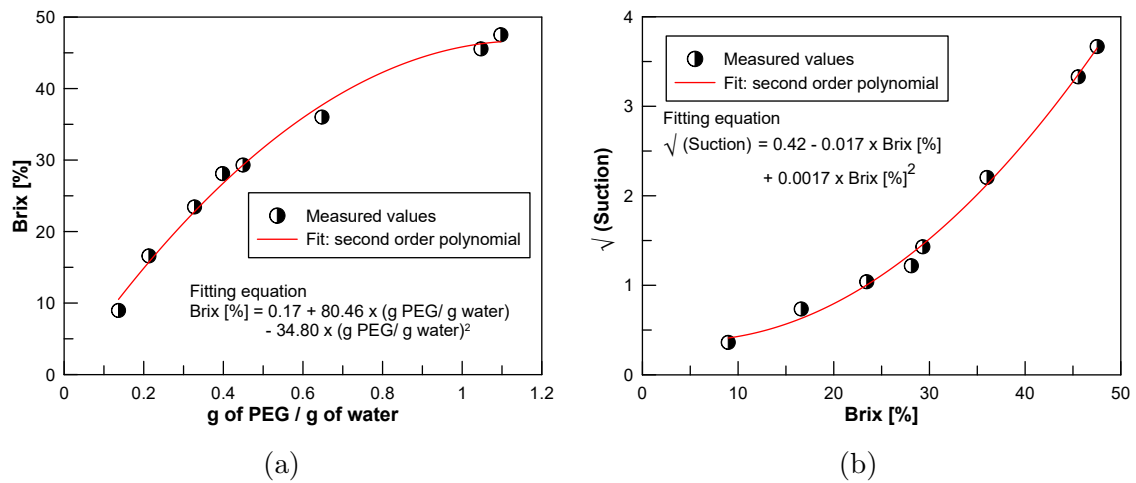 50
40
30
20
10
0
Brix [%]
Measured values
Fit: second order polynomial
Fitting equation
Brix [%] = 0.17 + 80.46 x (g PEG/ g water)
- 34.80 x (g PEG/ g water)²
0 0.2 0.4 0.6 0.8 1 1.2
g of PEG / g of water
(a)
4
3
2
1
0
√ (Suction)
Measured values
Fit: second order polynomial
Fitting equation
√ (Suction) = 0.42 - 0.017 x Brix [%]
+ 0.0017 x Brix [%]²
0 10 20 30 40 50
Brix [%]
(b)